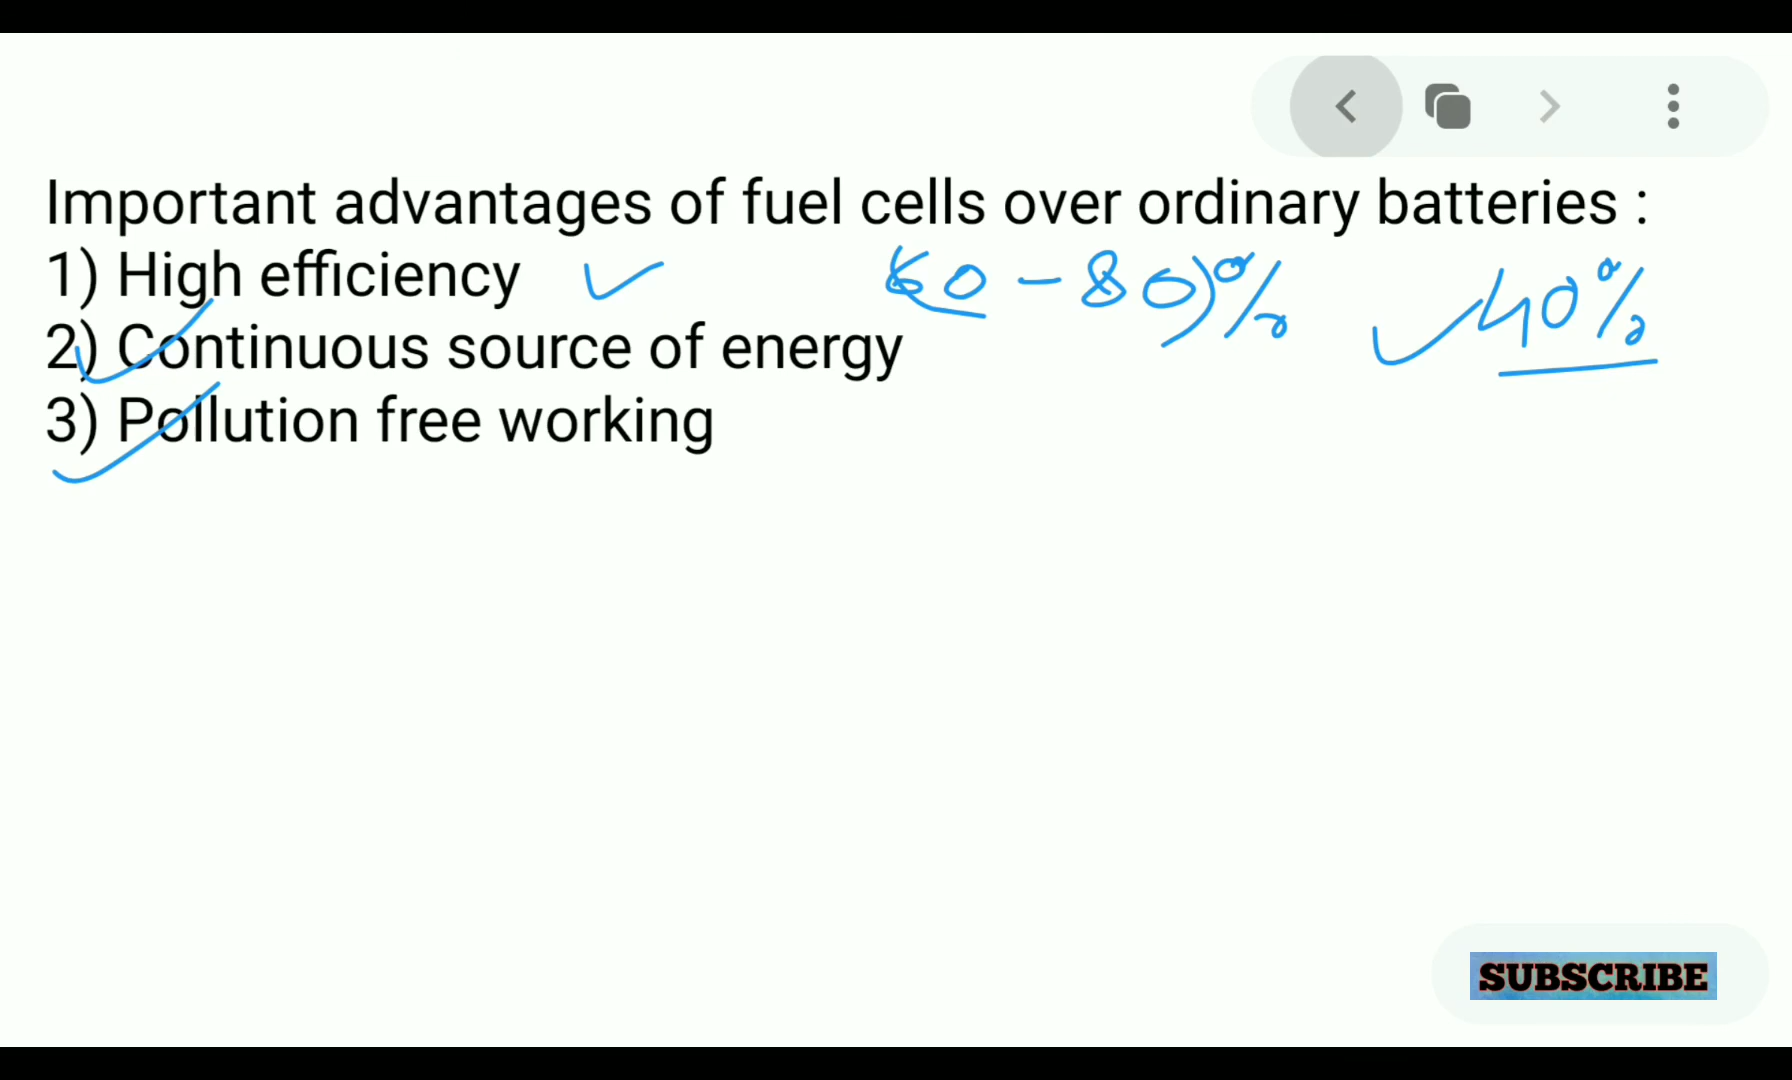 Important advantages of fuel cells over ordinary batteries :
1) High efficiency 60-80)% 40%
2) Continuous source of energy
3) Pollution free working
SUBSCRIBE